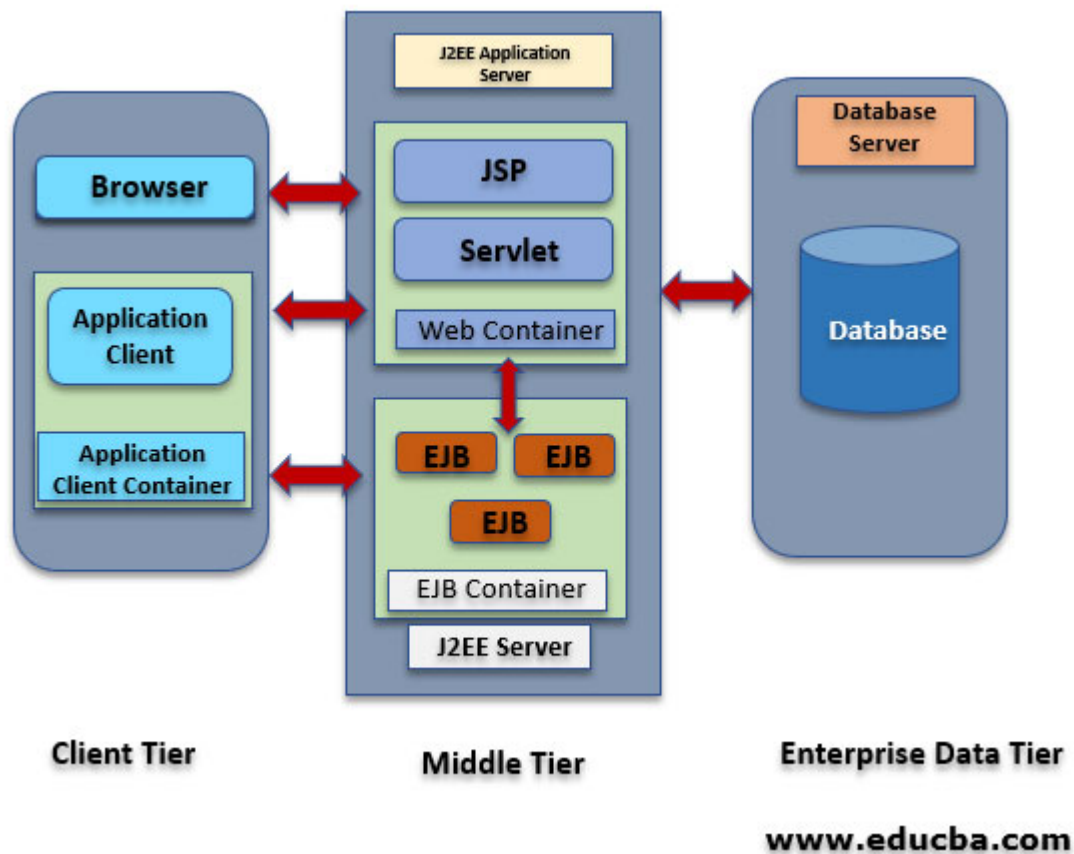 J2EE Application
Server
Database
Server
Browser
JSP
Servlet
Application
Client
Web Container
Database
Application
Client Container
EJB
EJB
EJB
EJB Container
J2EE Server
Client Tier
Middle Tier
Enterprise Data Tier
www.educba.com